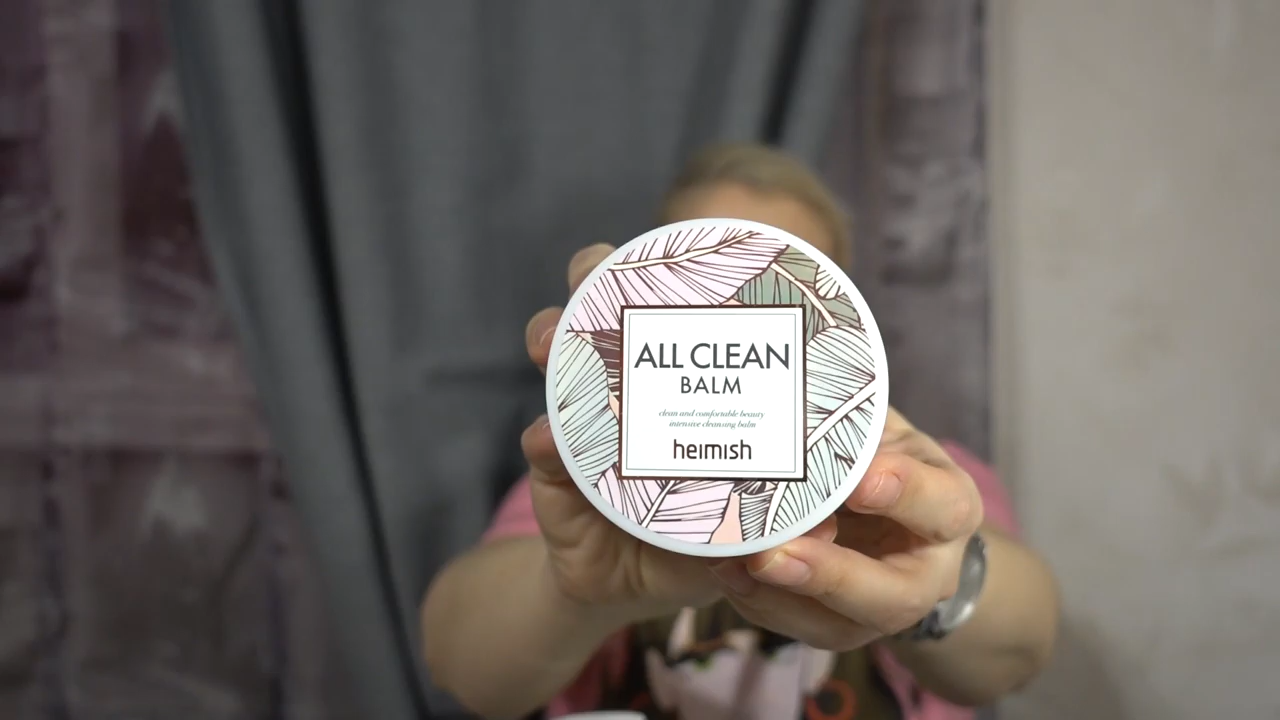 ALL CLEAN
BALM
clean and comfortable beauty
intensive cleansing balm
heimish